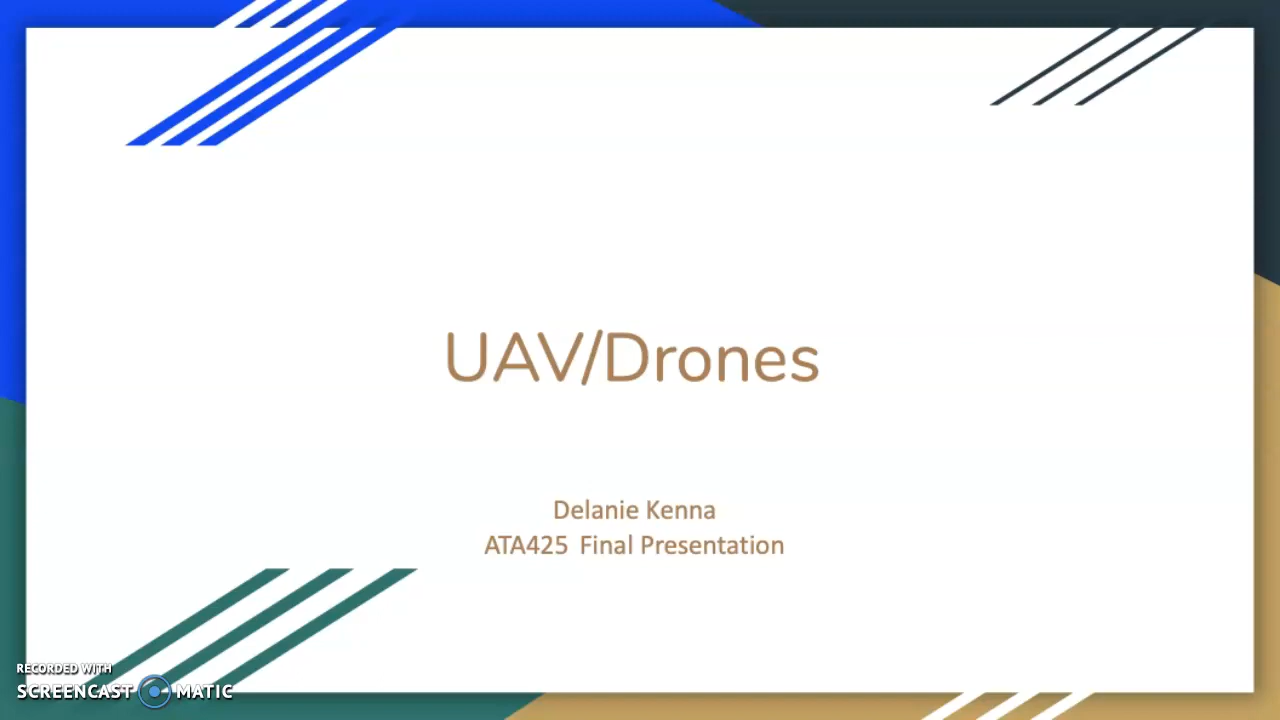 UAV/Drones
Delanie Kenna
ATA425 Final Presentation
RECORDED WITH
SCREENCAST MATIC